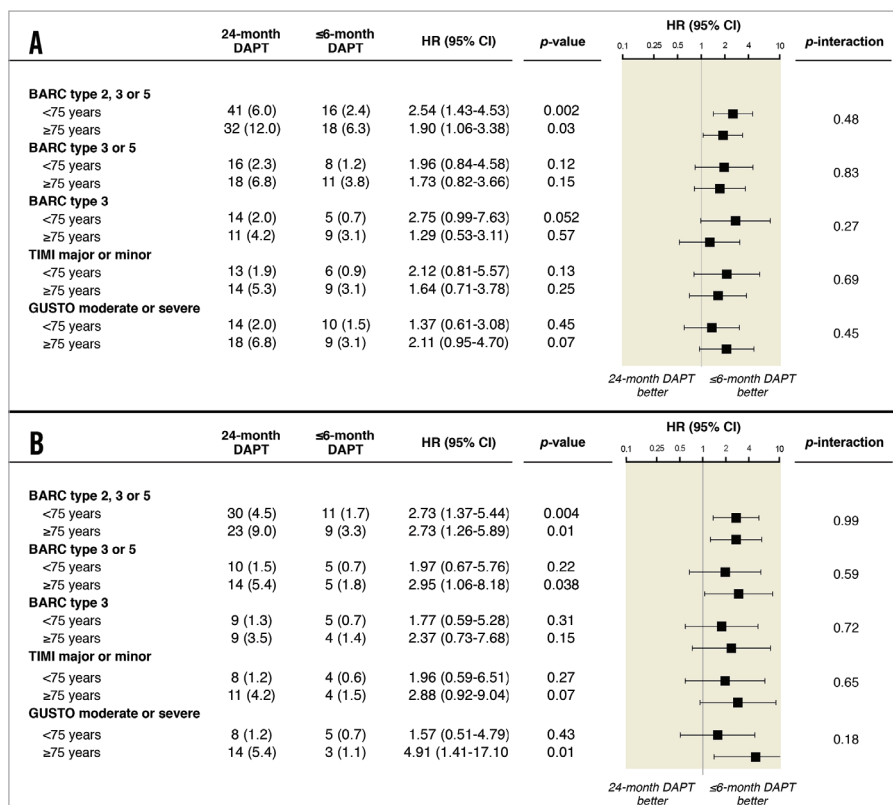 A
24-month DAPT ≤6-month DAPT HR (95% CI) p-value HR (95% CI) p-interaction
0.1 0.25 0.5 1 2 4 10
BARC type 2, 3 or 5
<75 years 41 (6.0) 16 (2.4) 2.54 (1.43-4.53) 0.002
≥75 years 32 (12.0) 18 (6.3) 1.90 (1.06-3.38) 0.03
0.48
BARC type 3 or 5
<75 years 16 (2.3) 8 (1.2) 1.96 (0.84-4.58) 0.12
≥75 years 18 (6.8) 11 (3.8) 1.73 (0.82-3.66) 0.15
0.83
BARC type 3
<75 years 14 (2.0) 5 (0.7) 2.75 (0.99-7.63) 0.052
≥75 years 11 (4.2) 9 (3.1) 1.29 (0.53-3.11) 0.57
0.27
TIMI major or minor
<75 years 13 (1.9) 6 (0.9) 2.12 (0.81-5.57) 0.13
≥75 years 14 (5.3) 9 (3.1) 1.64 (0.71-3.78) 0.25
0.69
GUSTO moderate or severe
<75 years 14 (2.0) 10 (1.5) 1.37 (0.61-3.08) 0.45
≥75 years 18 (6.8) 9 (3.1) 2.11 (0.95-4.70) 0.07
0.45
24-month DAPT better ≤6-month DAPT better
B
24-month DAPT ≤6-month DAPT HR (95% CI) p-value HR (95% CI) p-interaction
0.1 0.25 0.5 1 2 4 10
BARC type 2, 3 or 5
<75 years 30 (4.5) 11 (1.7) 2.73 (1.37-5.44) 0.004
≥75 years 23 (9.0) 9 (3.3) 2.73 (1.26-5.89) 0.01
0.99
BARC type 3 or 5
<75 years 10 (1.5) 5 (0.7) 1.97 (0.67-5.76) 0.22
≥75 years 14 (5.4) 5 (1.8) 2.95 (1.06-8.18) 0.038
0.59
BARC type 3
<75 years 9 (1.3) 5 (0.7) 1.77 (0.59-5.28) 0.31
≥75 years 9 (3.5) 4 (1.4) 2.37 (0.73-7.68) 0.15
0.72
TIMI major or minor
<75 years 8 (1.2) 4 (0.6) 1.96 (0.59-6.51) 0.27
≥75 years 11 (4.2) 4 (1.5) 2.88 (0.92-9.04) 0.07
0.65
GUSTO moderate or severe
<75 years 8 (1.2) 5 (0.7) 1.57 (0.51-4.79) 0.43
≥75 years 14 (5.4) 3 (1.1) 4.91 (1.41-17.10 0.01
0.18
24-month DAPT better ≤6-month DAPT better